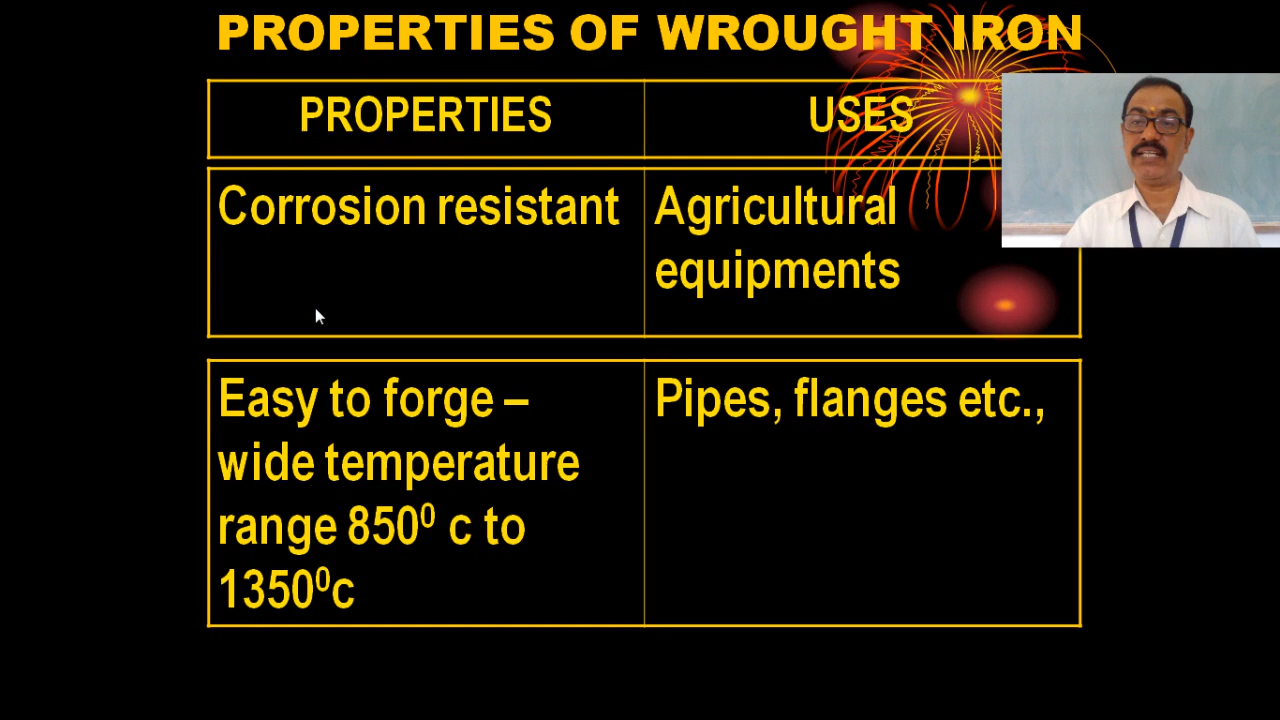 PROPERTIES OF WROUGHT IRON
PROPERTIES
USES
Corrosion resistant
Agricultural
equipments
Easy to forge –
wide temperature
range 850⁰ c to
1350⁰c
Pipes, flanges etc.,